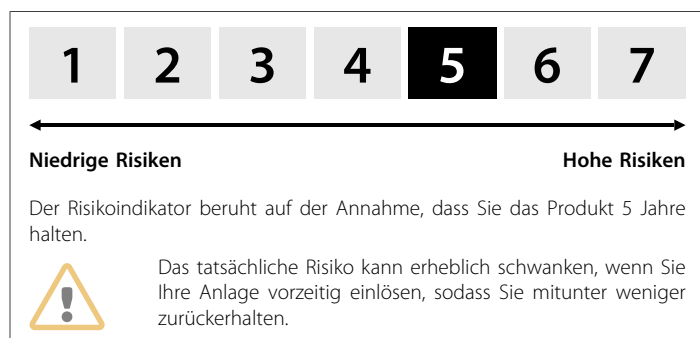 1 2 3 4 5 6 7
Niedrige Risiken Hohe Risiken
Der Risikoindikator beruht auf der Annahme, dass Sie das Produkt 5 Jahre
halten.
Das tatsächliche Risiko kann erheblich schwanken, wenn Sie
Ihre Anlage vorzeitig einlösen, sodass Sie mitunter weniger
zurückerhalten.